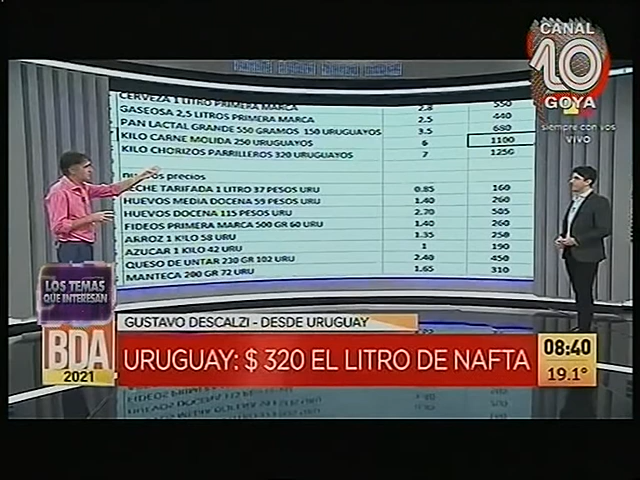 CANAL
10
GOYA
siempre con vos
VIVO
CERVEZA 1 LITRO PRIMERA MARCA 2.8 550
GASEOSA 2,5 LITROS PRIMERA MARCA 2.5 440
PAN LACTAL GRANDE 550 GRAMOS 150 URUGUAYOS 3.5 680
KILO CARNE MOLIDA 250 URUGUAYOS 6 1100
KILO CHORIZOS PARRILLEROS 320 URUGUAYOS 7 1250
precios
LECHE TARIFADA 1 LITRO 37 PESOS URU 0.85 160
HUEVOS MEDIA DOCENA 59 PESOS URU 1.40 260
HUEVOS DOCENA 115 PESOS URU 2.70 505
FIDEOS PRIMERA MARCA 500 GR 60 URU 1.40 260
ARROZ 1 KILO 58 URU 1.35 250
AZUCAR 1 KILO 42 URU 1 190
QUESO DE UNTAR 230 GR 102 URU 2.40 450
MANTECA 200 GR 72 URU 1.65 310
LOS TEMAS
QUE INTERESAN
GUSTAVO DESCALZI - DESDE URUGUAY
BDA
2021
URUGUAY: $ 320 EL LITRO DE NAFTA
08:40
19.1°